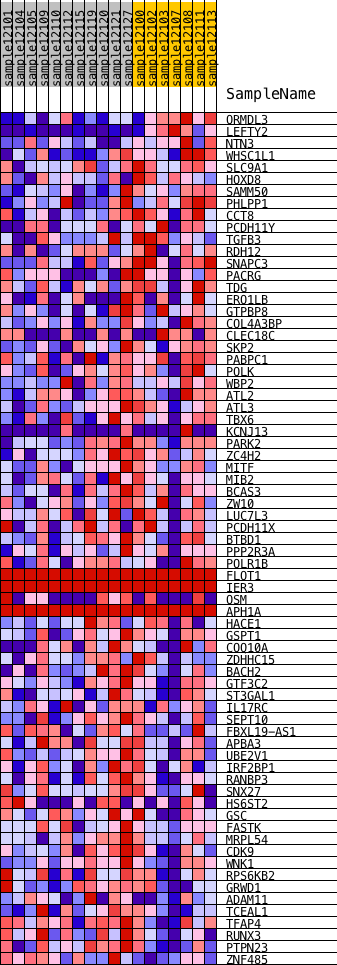 sample12101
sample12104
sample12105
sample12109
sample12112
sample12115
sample12119
sample12120
sample12121
sample12100
sample12102
sample12103
sample12107
sample12108
sample12111
sample12113
SampleName
ORMDL3
LEFTY2
NTN3
WHSC1L1
SLC9A1
HOXD8
SAMM50
PHLPP1
CCT8
PCDH11Y
TGFB3
RDH12
SNAPC3
PACRG
TDG
ERO1LB
GTPBP8
COL4A3BP
CLEC18C
SKP2
PABPC1
POLK
WBP2
ATL2
ATL3
TBX6
KCNJ13
PARK2
ZC4H2
MITF
MIB2
BCAS3
ZW10
LUC7L3
PCDH11X
BTBD1
PPP2R3A
POLR1B
FLOT1
IER3
OSM
APH1A
HACE1
GSPT1
COQ10A
ZDHHC15
BACH2
GTF3C2
ST3GAL1
IL17RC
SEPT10
FBXL19-AS1
APBA3
UBE2V1
IRF2BP1
RANBP3
SNX27
HS6ST2
GSC
FASTK
MRPL54
CDK9
WNK1
RPS6KB2
GRWD1
ADAM11
TCEAL1
TFAP4
RUNX3
PTPN23
ZNF485